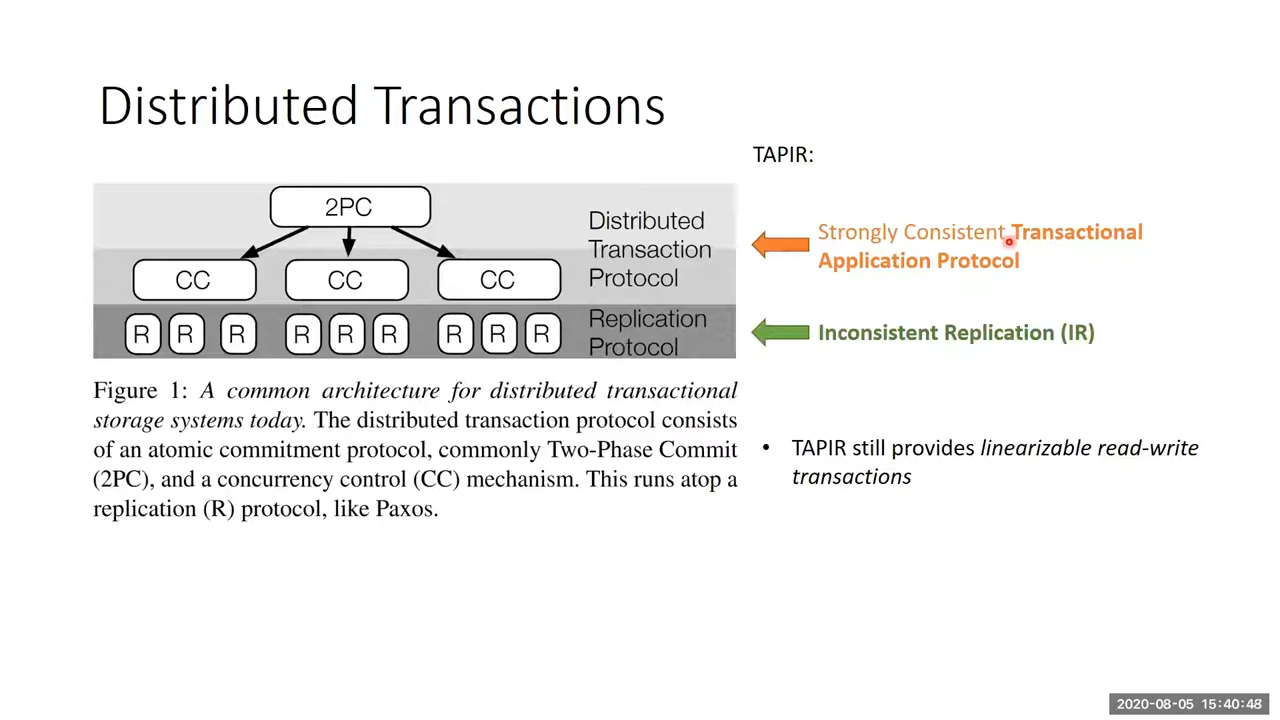 Distributed Transactions
TAPIR:
2PC
Distributed
Transaction
Protocol
CC CC CC
R R R R R R R R R
Replication
Protocol
Strongly Consistent Transactional
Application Protocol
Inconsistent Replication (IR)
Figure 1: A common architecture for distributed transactional
storage systems today. The distributed transaction protocol consists
of an atomic commitment protocol, commonly Two-Phase Commit
(2PC), and a concurrency control (CC) mechanism. This runs atop a
replication (R) protocol, like Paxos.
• TAPIR still provides linearizable read-write
transactions
2020-08-05 15:40:48